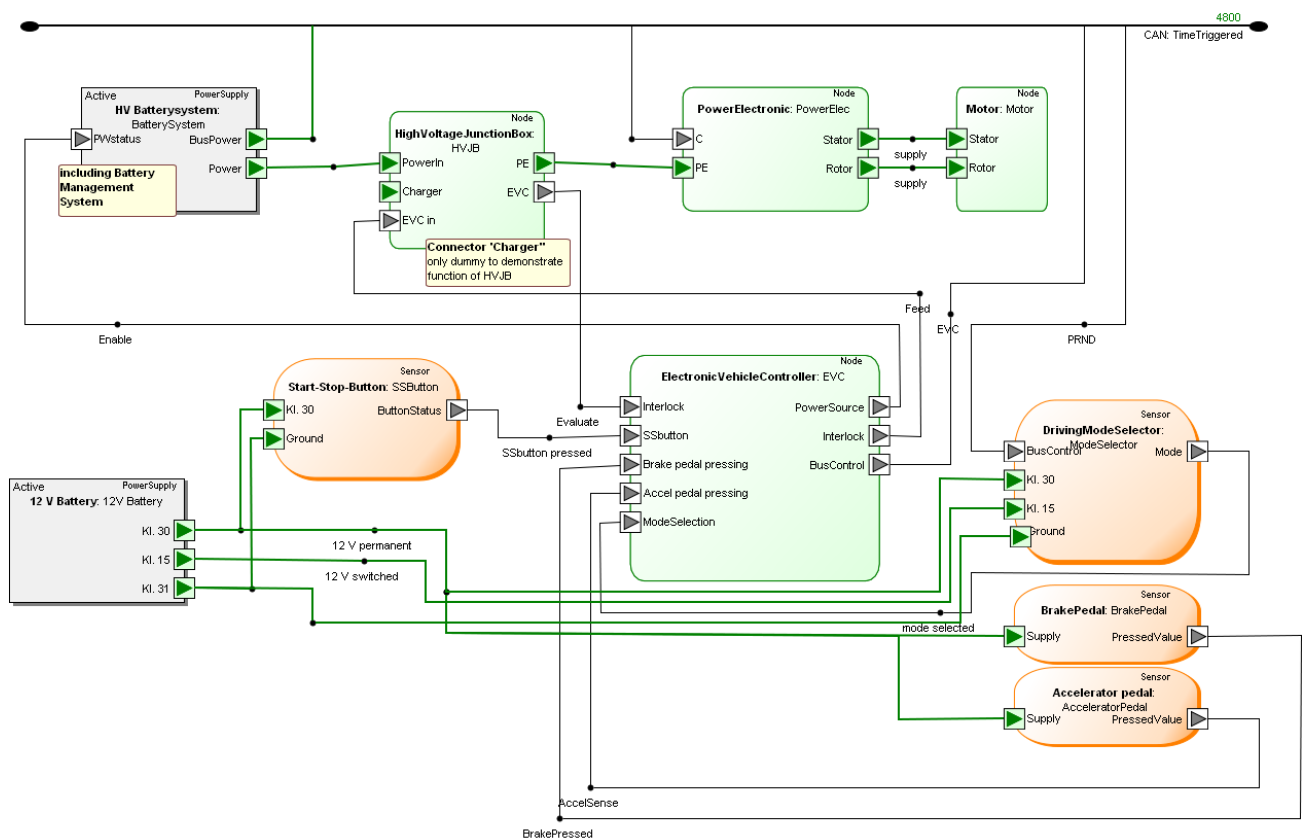 4800
CAN: TimeTriggered
Active
PowerSupply
HV Batterysystem:
BatterySystem
PWstatus
BusPower
Power
including Battery
Management
System
Node
HighVoltageJunctionBox:
HVJB
PowerIn
PE
Charger
EVC
EVC in
Connector 'Charger"
only dummy to demonstrate
function of HVJB
Node
PowerElectronic: PowerElec
C
Stator
PE
Rotor
supply
supply
Node
Motor: Motor
Stator
Rotor
Feed
EVC
Enable
PRND
Sensor
Start-Stop-Button: SSButton
Kl. 30
ButtonStatus
Ground
Evaluate
SSbutton pressed
Node
ElectronicVehicleController: EVC
Interlock
PowerSource
SSbutton
Interlock
Brake pedal pressing
BusControl
Accel pedal pressing
ModeSelection
Sensor
DrivingModeSelector:
ModeSelector
BusControl
Mode
Kl. 30
Kl. 15
Ground
Active
PowerSupply
12 V Battery: 12V Battery
Kl. 30
Kl. 15
Kl. 31
12 V permanent
12 V switched
mode selected
Sensor
BrakePedal: BrakePedal
Supply
PressedValue
Sensor
Accelerator pedal:
AcceleratorPedal
Supply
PressedValue
AccelSense
BrakePressed